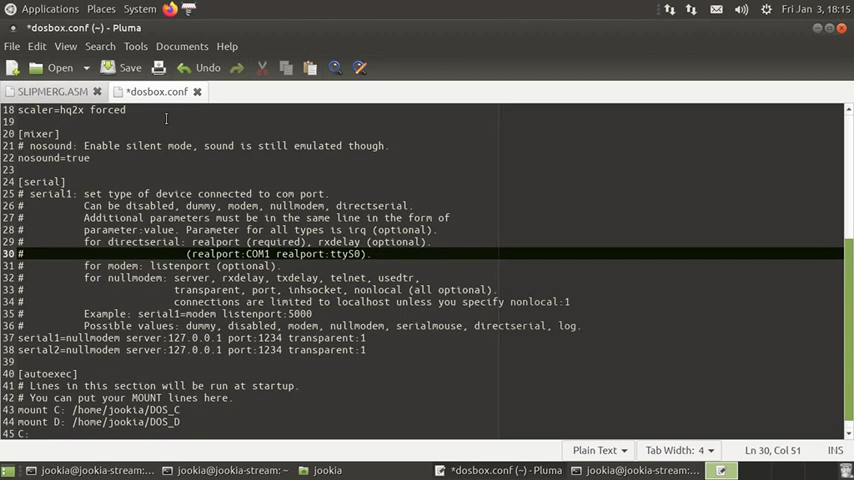 Applications Places System Fri Jan 3, 18:15
*dosbox.conf (~) - Pluma
File Edit View Search Tools Documents Help
Open Save Undo
SLIPMERG.ASM *dosbox.conf
18 scaler=hq2x forced
19
20 [mixer]
21 # nosound: Enable silent mode, sound is still emulated though.
22 nosound=true
23
24 [serial]
25 # serial1: set type of device connected to com port.
26 # Can be disabled, dummy, modem, nullmodem, directserial.
27 # Additional parameters must be in the same line in the form of
28 # parameter:value. Parameter for all types is irq (optional).
29 # for directserial: realport (required), rxdelay (optional).
30 # (realport:COM1 realport:ttyS0).
31 # for modem: listenport (optional).
32 # for nullmodem: server, rxdelay, txdelay, telnet, usedtr,
33 # transparent, port, inhsocket, nonlocal (all optional).
34 # connections are limited to localhost unless you specify nonlocal:1
35 # Example: serial1=modem listenport:5000
36 # Possible values: dummy, disabled, modem, nullmodem, serialmouse, directserial, log.
37 serial1=nullmodem server:127.0.0.1 port:1234 transparent:1
38 serial2=nullmodem server:127.0.0.1 port:1234 transparent:1
39
40 [autoexec]
41 # Lines in this section will be run at startup.
42 # You can put your MOUNT lines here.
43 mount C: /home/jookia/DOS_C
44 mount D: /home/jookia/DOS_D
45 C:
Plain Text Tab Width: 4 Ln 30, Col 51 INS
jookia@jookia-stream:... jookia@jookia-stream: ~ jookia *dosbox.conf (~) - Pluma jookia@jookia-stream:...